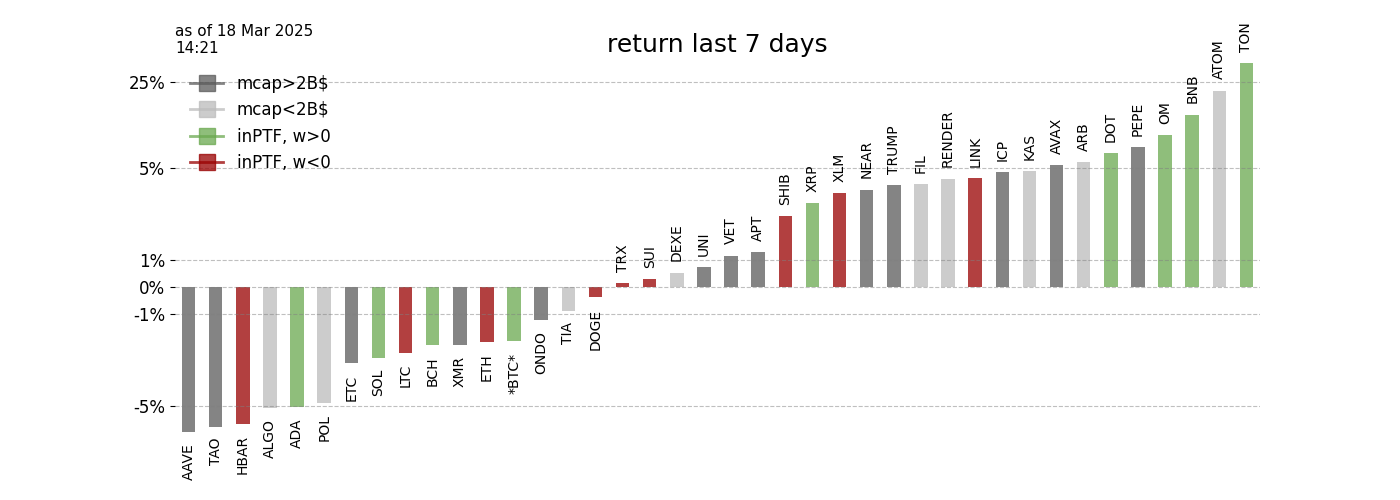 as of 18 Mar 2025
14:21
return last 7 days
mcap>2B$
mcap<2B$
inPTF, w>0
inPTF, w<0
25%
5%
1%
0%
-1%
-5%
AAVE
TAO
HBAR
ALGO
ADA
POL
ETC
SOL
LTC
BCH
XMR
ETH
*BTC*
ONDO
TIA
DOGE
TRX
SUI
DEXE
UNI
VET
APT
SHIB
XRP
XLM
NEAR
TRUMP
FIL
RENDER
LINK
ICP
KAS
AVAX
ARB
DOT
PEPE
OM
BNB
ATOM
TON